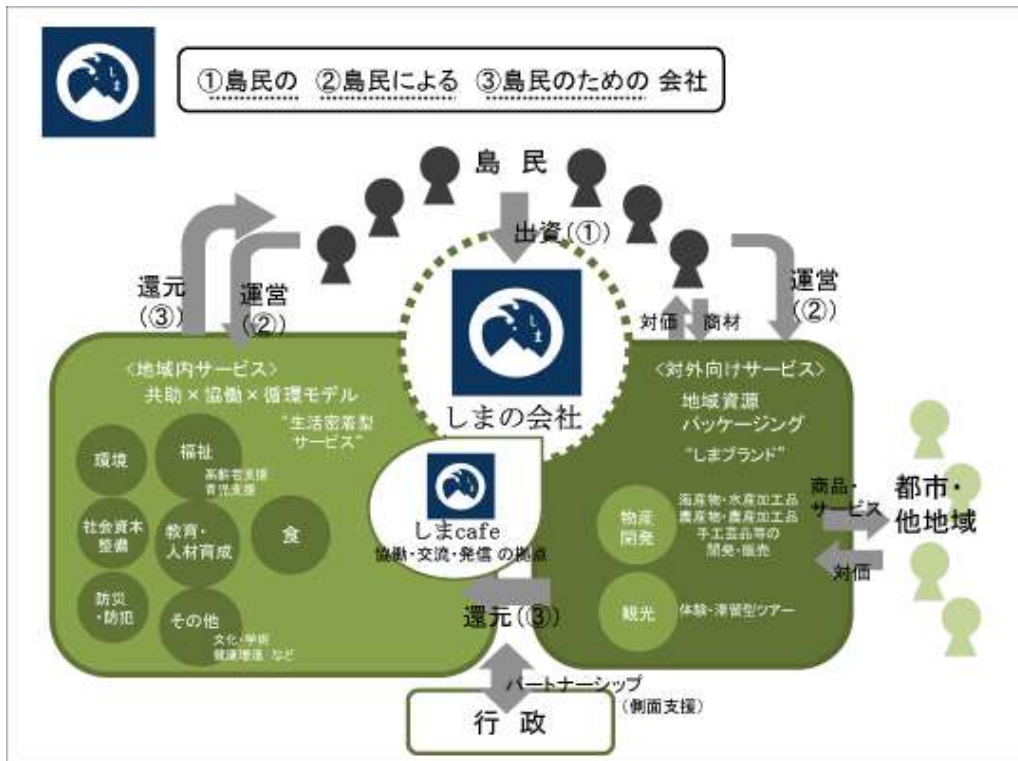 しま
①島民の ②島民による ③島民のための 会社
島 民
出資(①)
還元
(③)
運営
(②)
運営
(②)
対価
商材
しま
しまの会社
<地域内サービス>
共助×協働×循環モデル
“生活密着型
サービス”
環境
福祉
高齢者支援
育児支援
社会資本
整備
教育・
人材育成
食
防災
・防犯
その他
文化・学術
健康増進 など
しまcafe
協働・交流・発信 の拠点
<対外向けサービス>
地域資源
パッケージング
“しまブランド”
物産
開発
海産物・水産加工品
農産物・農産加工品
手工芸品等の
開発・販売
観光
体験・滞留型ツアー
商品・
サービス
対価
都市・
他地域
還元(③)
パートナーシップ
(側面支援)
行 政